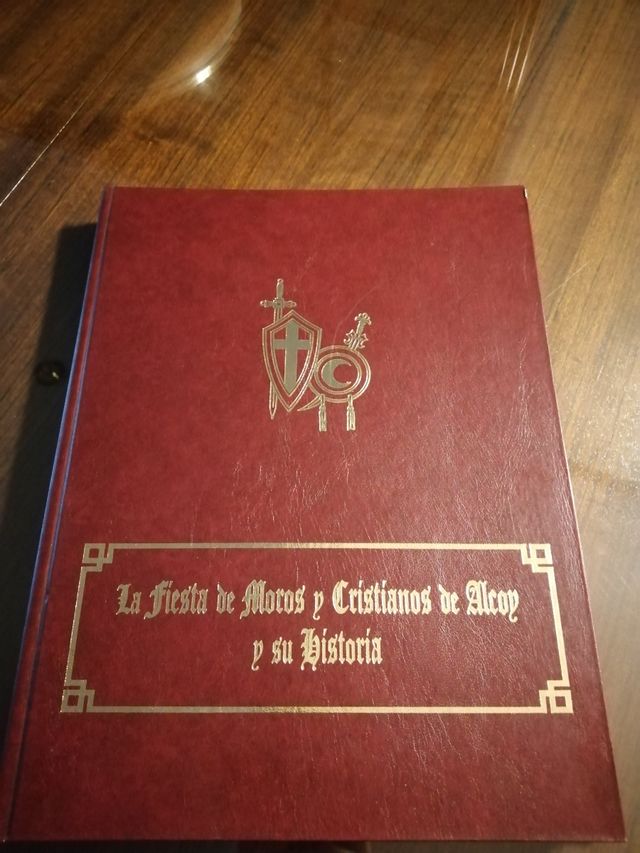 La Fiesta de Moros y Cristianos de Alcoy
y su Historia